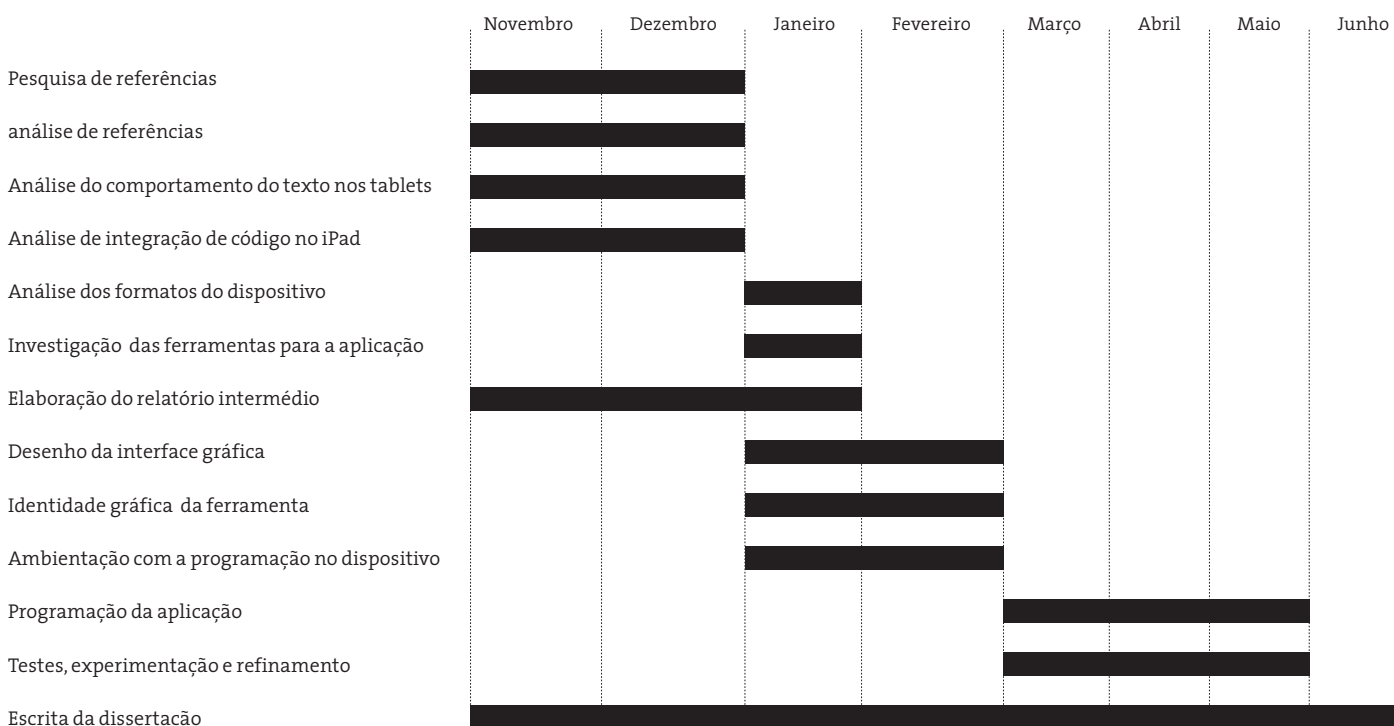 Novembro Dezembro Janeiro Fevereiro Março Abril Maio Junho
Pesquisa de referências
análise de referências
Análise do comportamento do texto nos tablets
Análise de integração de código no iPad
Análise dos formatos do dispositivo
Investigação das ferramentas para a aplicação
Elaboração do relatório intermédio
Desenho da interface gráfica
Identidade gráfica da ferramenta
Ambientação com a programação no dispositivo
Programação da aplicação
Testes, experimentação e refinamento
Escrita da dissertação